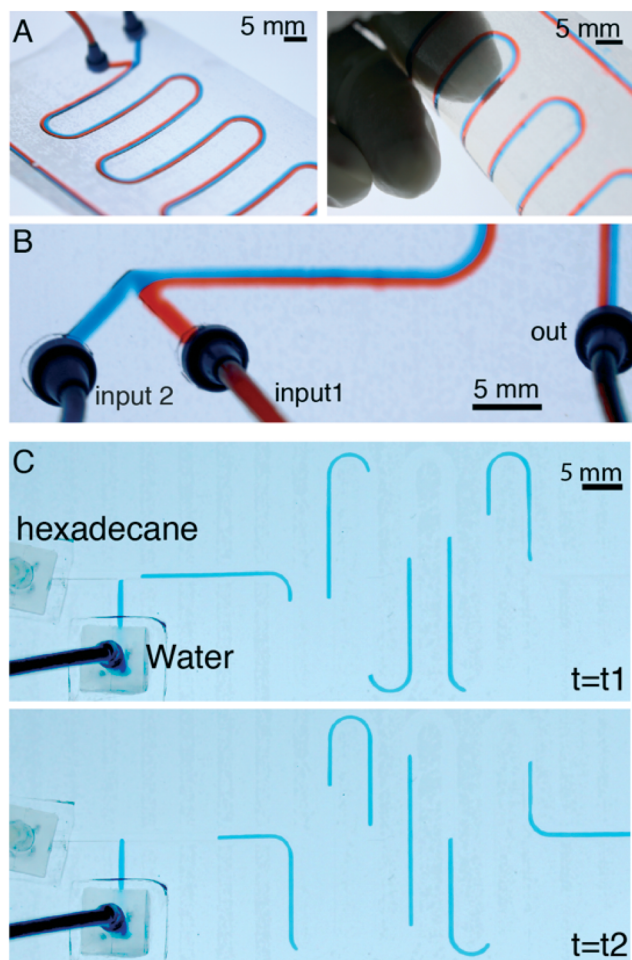 A
5 mm
5 mm
B
input 2
input1
out
5 mm
C
5 mm
hexadecane
Water
t=t1
t=t2